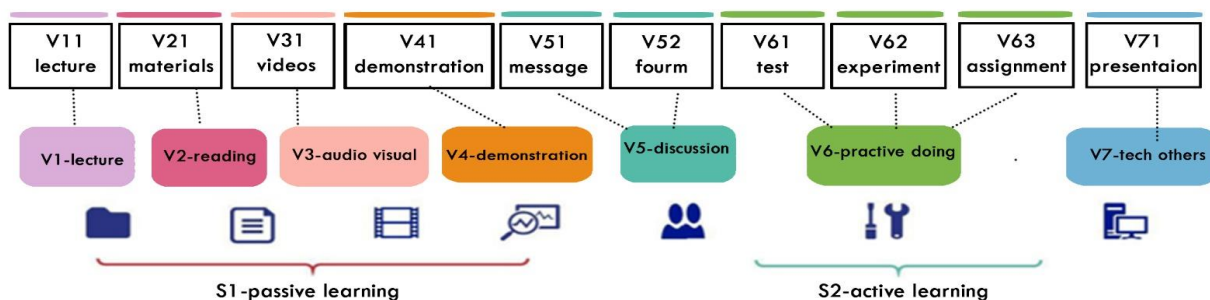 V11
lecture
V21
materials
V31
videos
V41
demonstration
V51
message
V52
fourm
V61
test
V62
experiment
V63
assignment
V71
presentaion
V1-lecture
V2-reading
V3-audio visual
V4-demonstration
V5-discussion
V6-practive doing
V7-tech others
S1-passive learning
S2-active learning